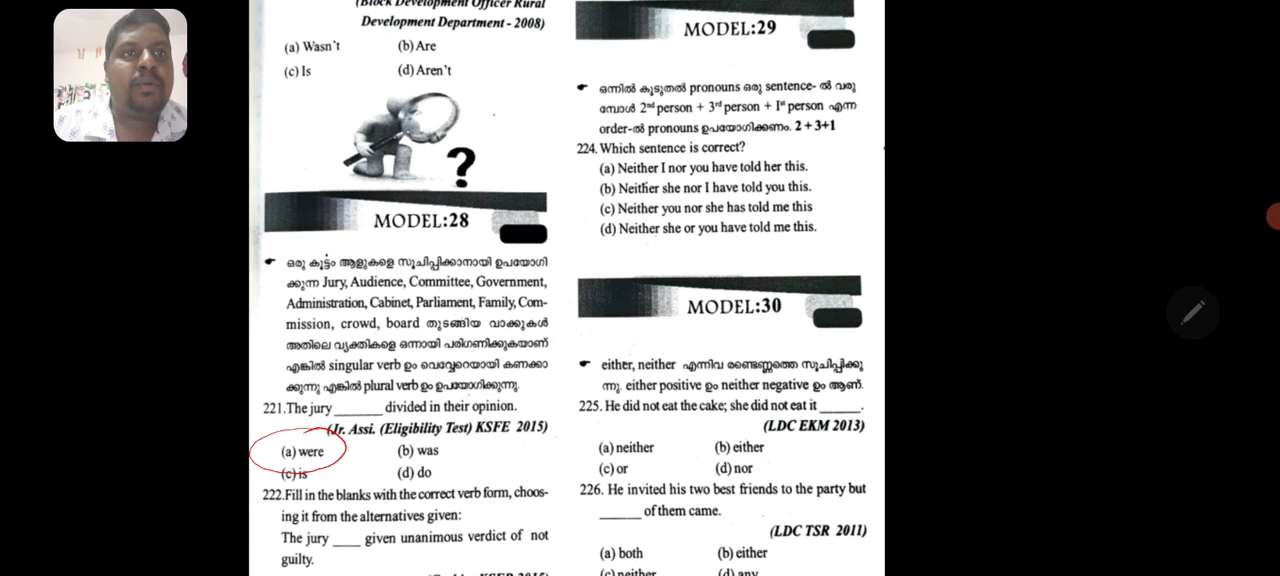 (Block Development Officer Rural
Development Department - 2008)
(a) Wasn't (b) Are
(c) Is (d) Aren't
?
MODEL:28
ഒരു കൂട്ടം ആളുകളെ സൂചിപ്പിക്കാനായി ഉപയോഗി
ക്കുന്ന Jury, Audience, Committee, Government,
Administration, Cabinet, Parliament, Family, Com-
mission, crowd, board തുടങ്ങിയ വാക്കുകൾ
അതിലെ വ്യക്തികളെ ഒന്നായി പരിഗണിക്കുകയാണ്
എങ്കിൽ singular verb ഉം വെവ്വേറെയായി കണക്കാ
ക്കുന്നു എങ്കിൽ plural verb ഉം ഉപയോഗിക്കുന്നു.
221.The jury _______ divided in their opinion.
(Jr. Assi. (Eligibility Test) KSFE 2015)
(a) were (b) was
(c) is (d) do
222.Fill in the blanks with the correct verb form, choos-
ing it from the alternatives given:
The jury ____ given unanimous verdict of not
guilty.
MODEL:29
ഒന്നിൽ കൂടുതൽ pronouns ഒരു sentence- ൽ വരു
മ്പോൾ 2nd person + 3rd person + Ist person എന്ന
order-ൽ pronouns ഉപയോഗിക്കണം. 2 + 3+1
224. Which sentence is correct?
(a) Neither I nor you have told her this.
(b) Neither she nor I have told you this.
(c) Neither you nor she has told me this
(d) Neither she or you have told me this.
MODEL:30
either, neither എന്നിവ രണ്ടെണ്ണത്തെ സൂചിപ്പിക്കു
ന്നു. either positive ഉം neither negative ഉം ആണ്.
225. He did not eat the cake; she did not eat it ______.
(LDC EKM 2013)
(a) neither (b) either
(c) or (d) nor
226. He invited his two best friends to the party but
______ of them came.
(LDC TSR 2011)
(a) both (b) either
(c) neither (d) any